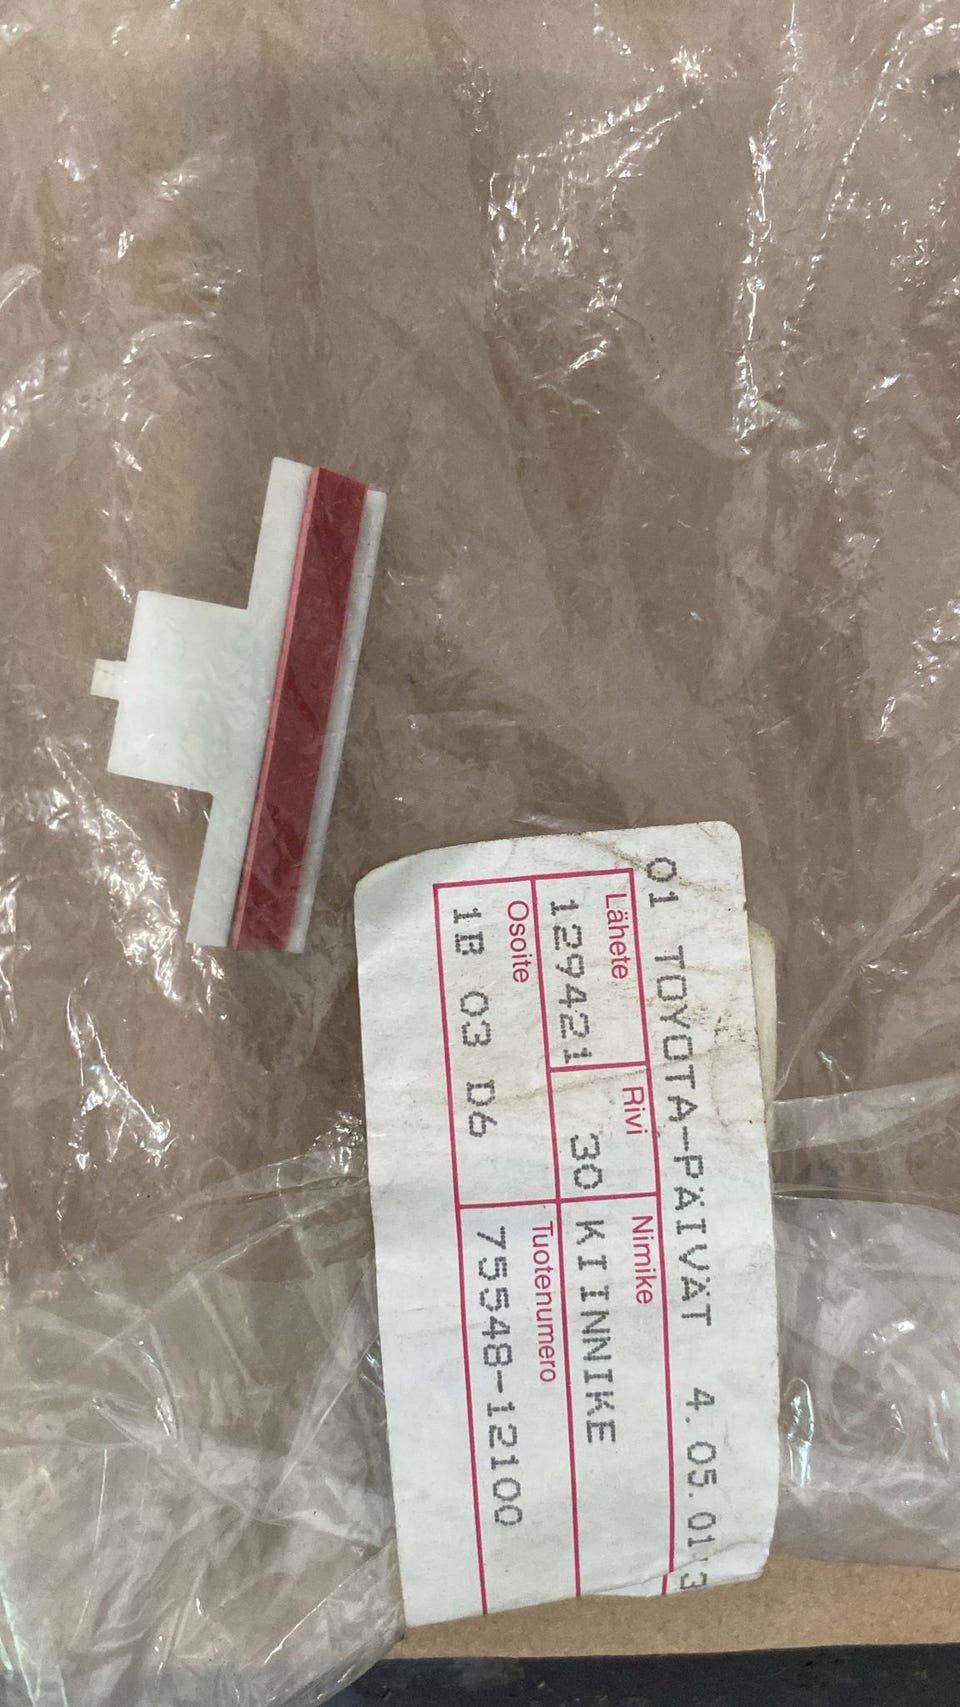 01 TOYOTA-PÄIVÄT 4.05.01 3
Lähete Rivi Nimike
129421 30 KIINNIKE
Osoite Tuotenumero
1B 03 D6 75548-12100